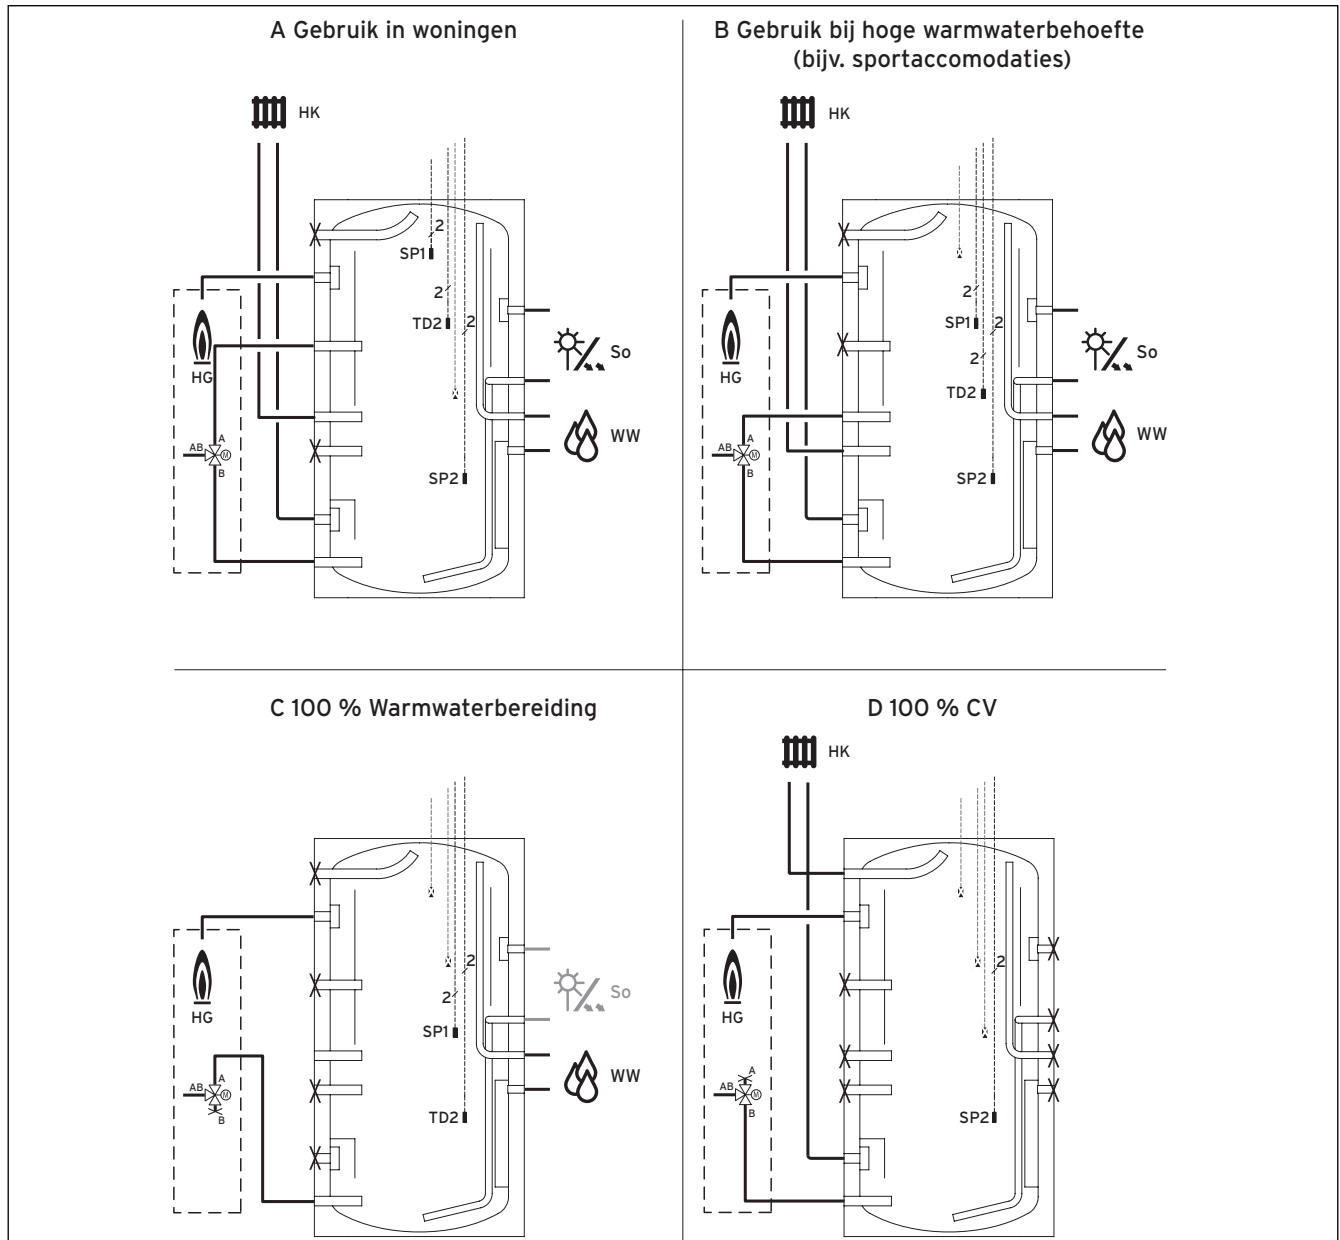 A Gebruik in woningen
HK
2
SP1
2
TD2
2
So
HG
AB
A
M
B
WW
SP2
B Gebruik bij hoge warmwaterbehoefte
(bijv. sportaccomodaties)
HK
2
SP1
2
2
So
HG
TD2
AB
A
M
B
WW
SP2
C 100 % Warmwaterbereiding
2
2
So
HG
SP1
AB
A
M
B
WW
TD2
D 100 % CV
HK
2
HG
AB
A
M
B
SP2